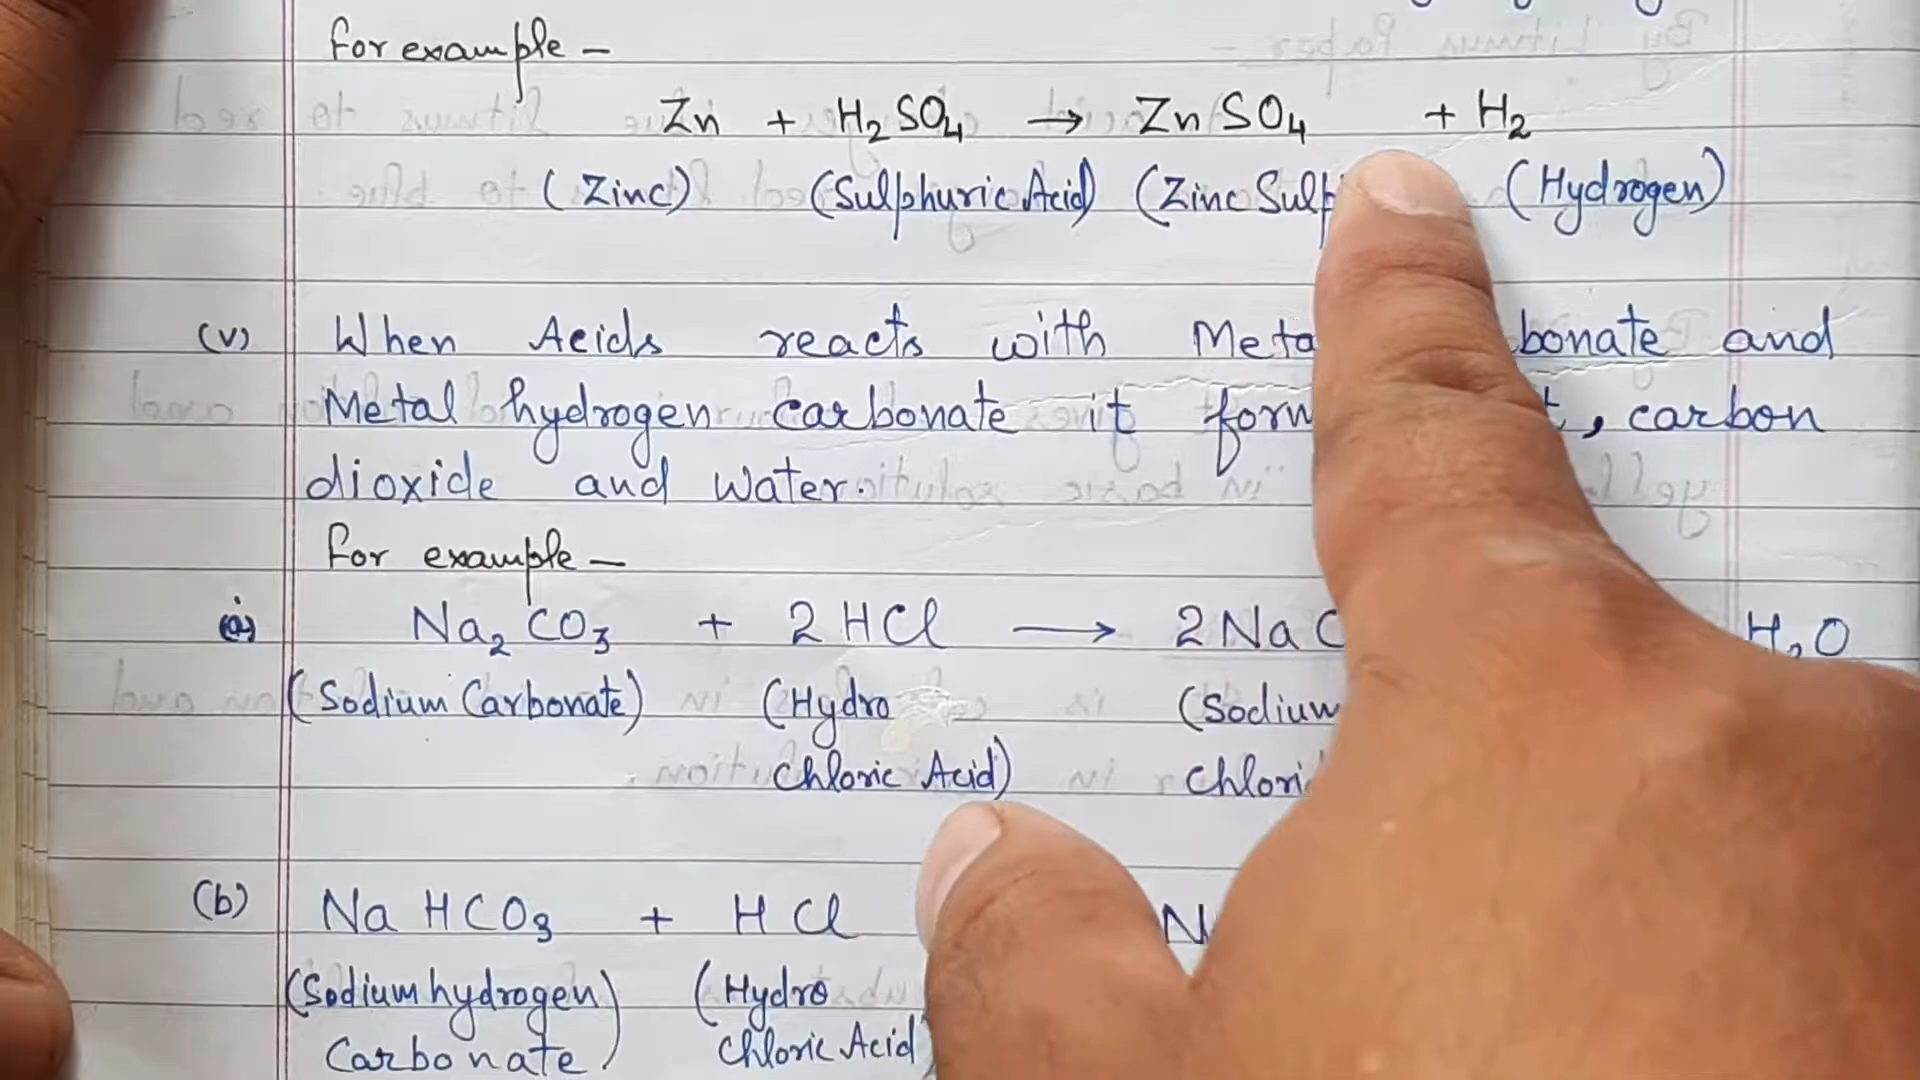 For example –
Zn + H₂SO₄ → ZnSO₄ + H₂
(Zinc) (Sulphuric Acid) (Zinc Sulp (Hydrogen)
(v) When Acids reacts with Meta bonate and
Metal hydrogen carbonate it form t, carbon
dioxide and water.
For example –
(a) Na₂CO₃ + 2HCl → 2NaC H₂O
(Sodium Carbonate) (Hydro (Sodium
Chloric Acid) Chlori
(b) NaHCO₃ + HCl N
(Sodium hydrogen (Hydro
Carbonate) Chloric Acid)